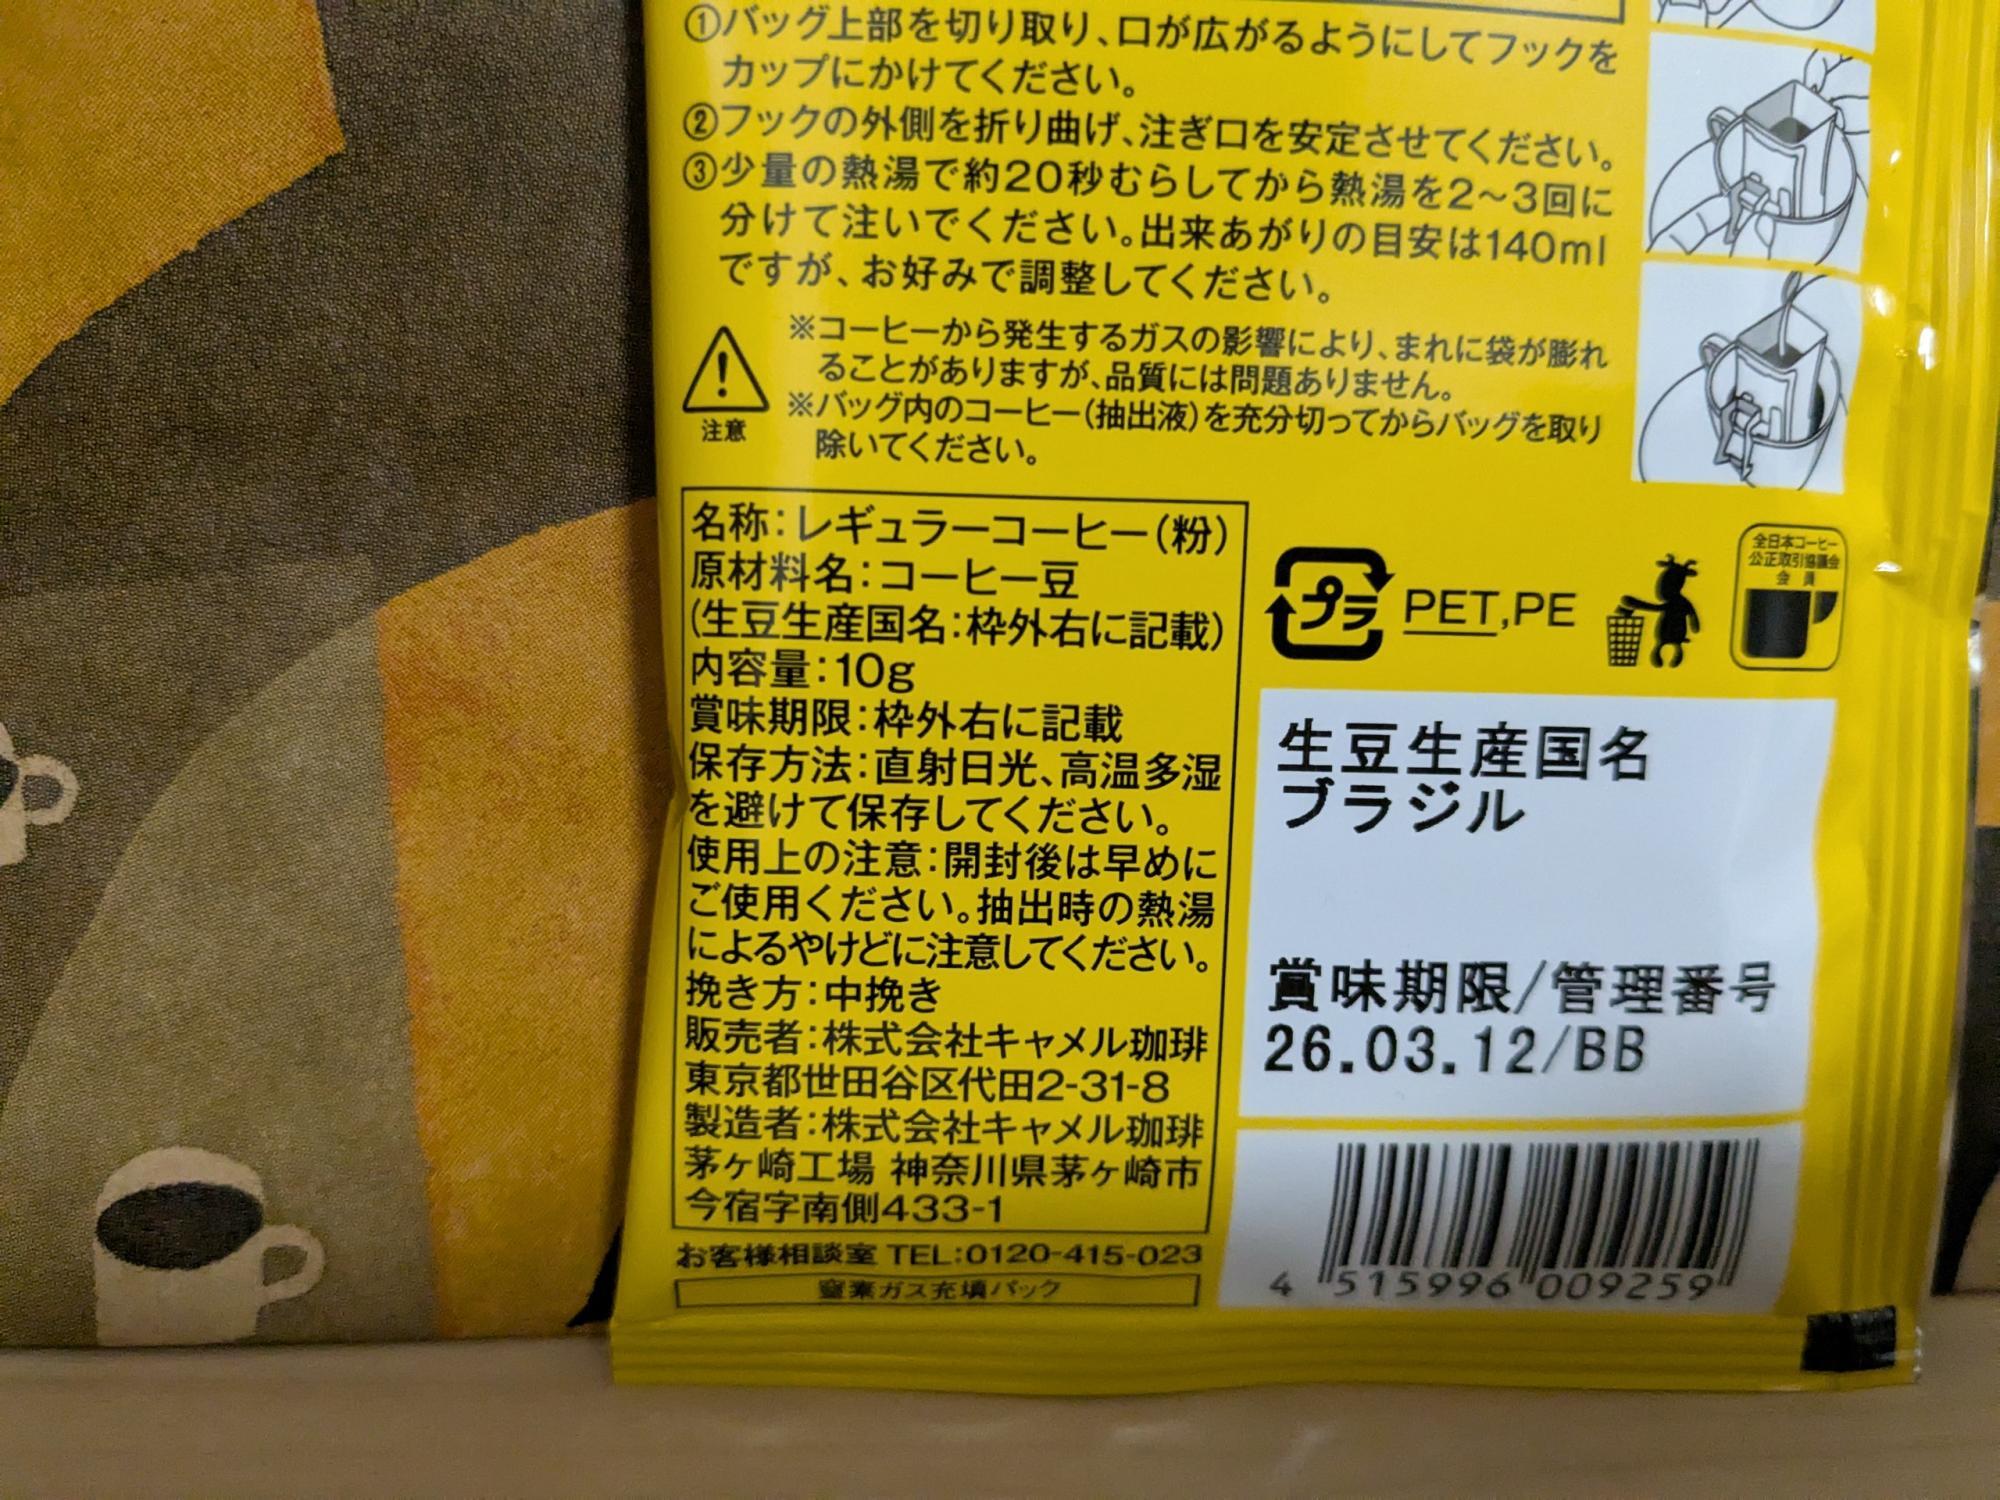 ①バッグ上部を切り取り、口が広がるようにしてフックを
カップにかけてください。
②フックの外側を折り曲げ、注ぎ口を安定させてください。
③少量の熱湯で約20秒むらしてから熱湯を2～3回に
分けて注いでください。出来あがりの目安は140ml
ですが、お好みで調整してください。
※コーヒーから発生するガスの影響により、まれに袋が膨れ
ることがありますが、品質には問題ありません。
※バッグ内のコーヒー（抽出液）を充分切ってからバッグを取り
除いてください。
注意
名称：レギュラーコーヒー（粉）
原材料名：コーヒー豆
（生豆生産国名：枠外右に記載）
内容量：10g
賞味期限：枠外右に記載
保存方法：直射日光、高温多湿
を避けて保存してください。
使用上の注意：開封後は早めに
ご使用ください。抽出時の熱湯
によるやけどに注意してください。
挽き方：中挽き
販売者：株式会社キャメル珈琲
東京都世田谷区代田2-31-8
製造者：株式会社キャメル珈琲
茅ヶ崎工場 神奈川県茅ヶ崎市
今宿字南側433-1
お客様相談室 TEL:0120-415-023
窒素ガス充填パック
プラ
PET,PE
全日本コーヒー
公正取引協議会
会員
生豆生産国名
ブラジル
賞味期限/管理番号
26.03.12/BB
4 515996 009259